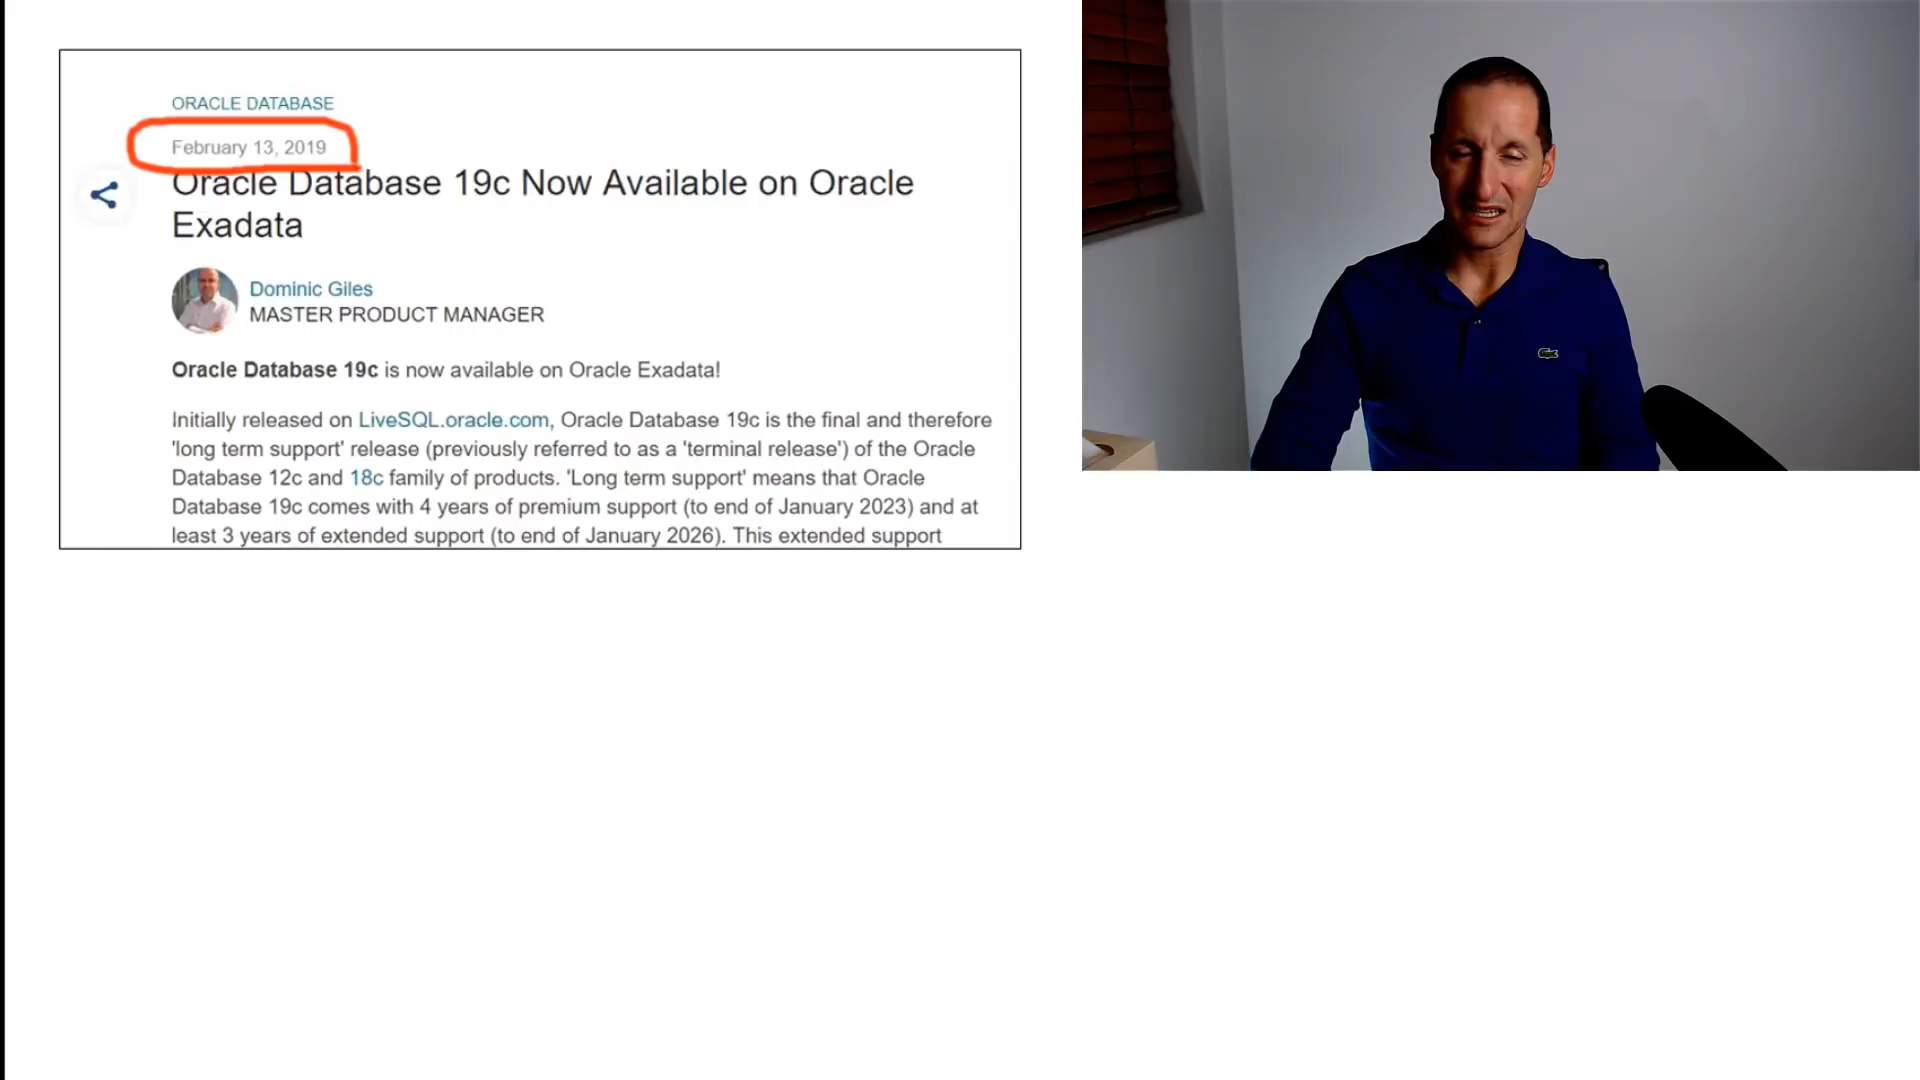 ORACLE DATABASE
February 13, 2019
Oracle Database 19c Now Available on Oracle
Exadata
Dominic Giles
MASTER PRODUCT MANAGER
Oracle Database 19c is now available on Oracle Exadata!
Initially released on LiveSQL.oracle.com, Oracle Database 19c is the final and therefore
'long term support' release (previously referred to as a 'terminal release') of the Oracle
Database 12c and 18c family of products. 'Long term support' means that Oracle
Database 19c comes with 4 years of premium support (to end of January 2023) and at
least 3 years of extended support (to end of January 2026). This extended support